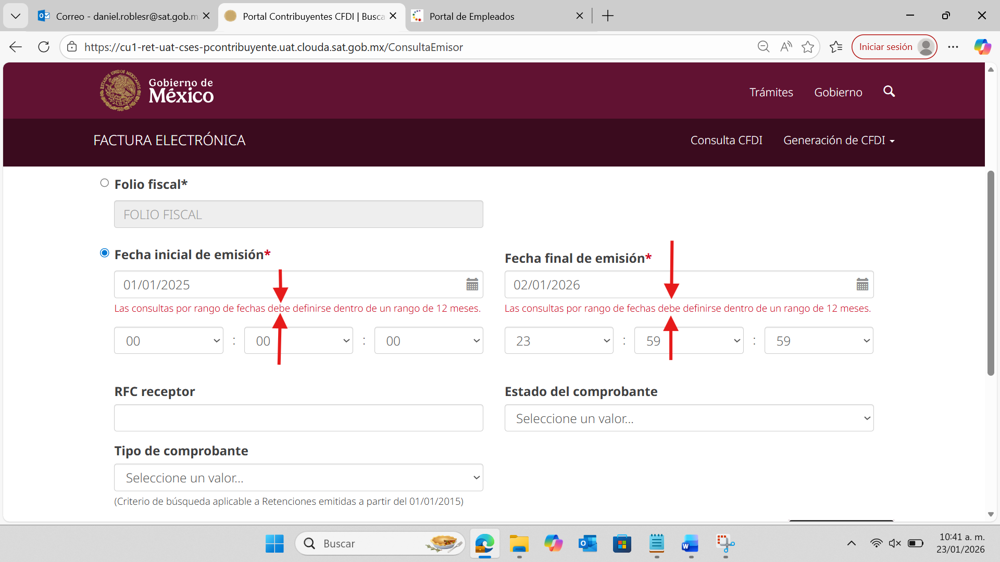 Correo - daniel.roblesr@sat.gob.m
Portal Contribuyentes CFDI | Busca
Portal de Empleados
https://cu1-ret-uat-cses-pcontribuyente.uat.clouda.sat.gob.mx/ConsultaEmisor
Iniciar sesión
Gobierno de
México
Trámites
Gobierno
FACTURA ELECTRÓNICA
Consulta CFDI
Generación de CFDI
Folio fiscal*
FOLIO FISCAL
Fecha inicial de emisión*
Fecha final de emisión*
01/01/2025
02/01/2026
Las consultas por rango de fechas debe definirse dentro de un rango de 12 meses.
Las consultas por rango de fechas debe definirse dentro de un rango de 12 meses.
00 : 00 : 00
23 : 59 : 59
RFC receptor
Estado del comprobante
Seleccione un valor...
Tipo de comprobante
Seleccione un valor...
(Criterio de búsqueda aplicable a Retenciones emitidas a partir del 01/01/2015)
Buscar
10:41 a. m.
23/01/2026